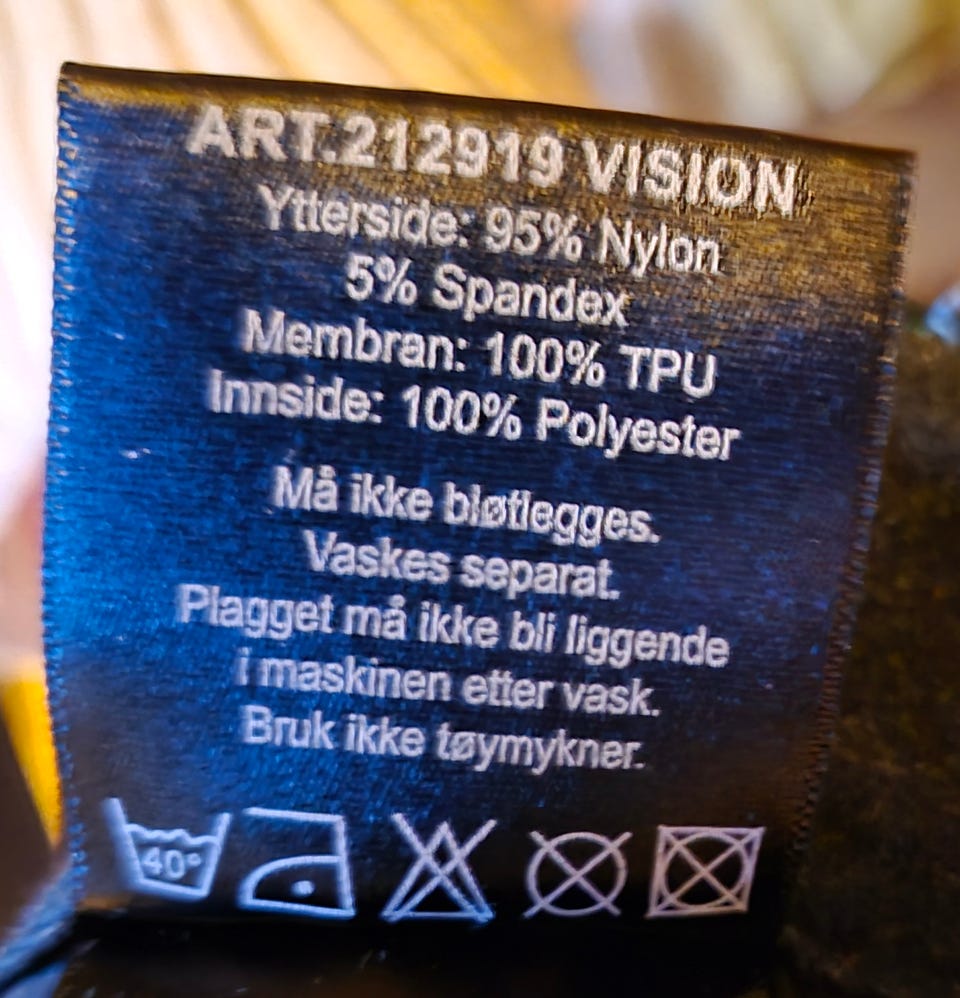 ART.212919 VISION
Ytterside: 95% Nylon
5% Spandex
Membran: 100% TPU
Innside: 100% Polyester
Må ikke bløtlegges.
Vaskes separat.
Plagget må ikke bli liggende
i maskinen etter vask.
Bruk ikke tøymykner.
40°